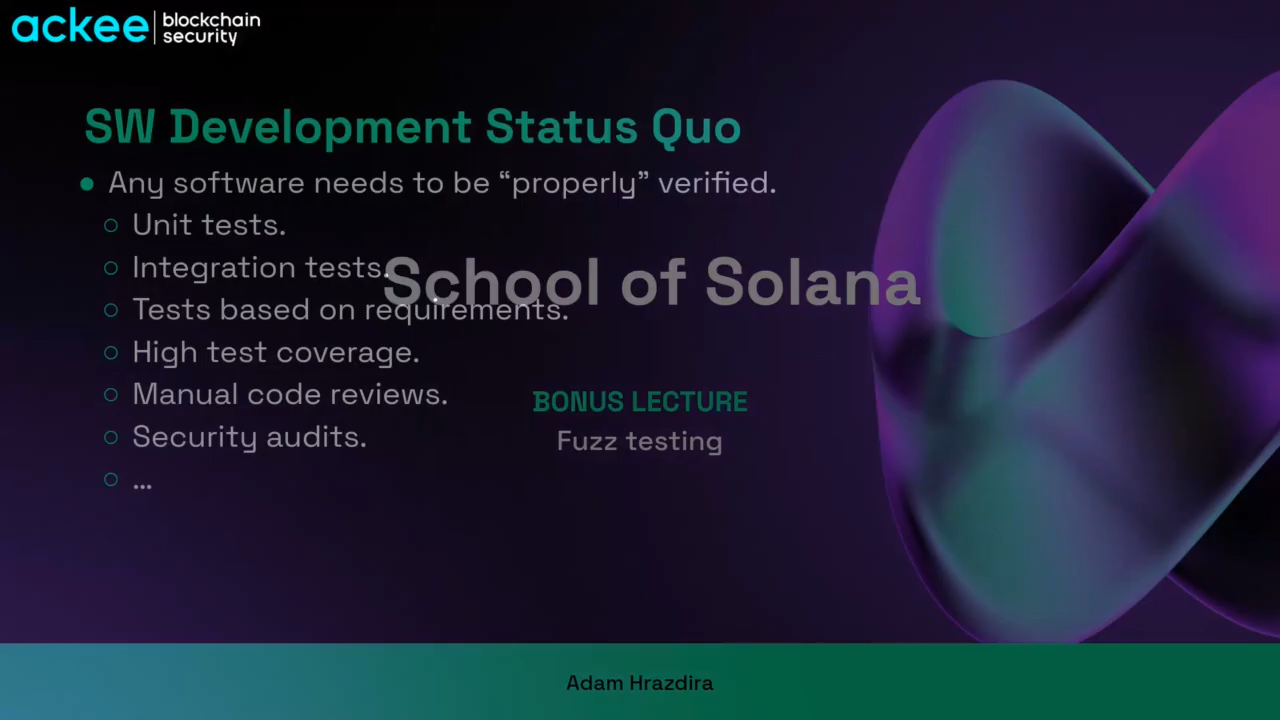 ackee
blockchain
security
SW Development Status Quo
Any software needs to be “properly” verified.
Unit tests.
Integration tests.
School of Solana
Tests based on requirements.
High test coverage.
Manual code reviews.
BONUS LECTURE
Security audits.
Fuzz testing
...
Adam Hrazdira